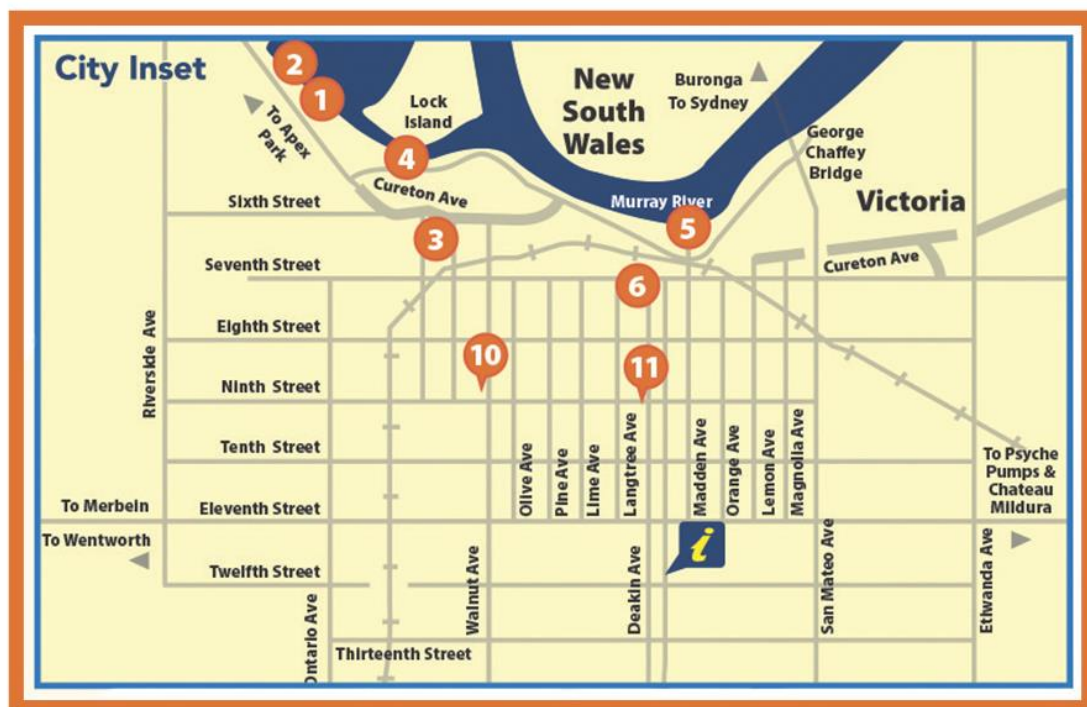 City Inset
2
1
4
3
5
6
10
11
i
To Apex
Park
Lock
Island
New
South
Wales
Buronga
To Sydney
George
Chaffey
Bridge
Victoria
Murray River
Cureton Ave
Cureton Ave
Sixth Street
Seventh Street
Eighth Street
Ninth Street
Tenth Street
Eleventh Street
Twelfth Street
Thirteenth Street
To Merbein
To Wentworth
To Psyche
Pumps &
Chateau
Mildura
Riverside Ave
Ontario Ave
Walnut Ave
Olive Ave
Pine Ave
Lime Ave
Langtree Ave
Deakin Ave
Madden Ave
Orange Ave
Lemon Ave
Magnolia Ave
San Mateo Ave
Etiwanda Ave